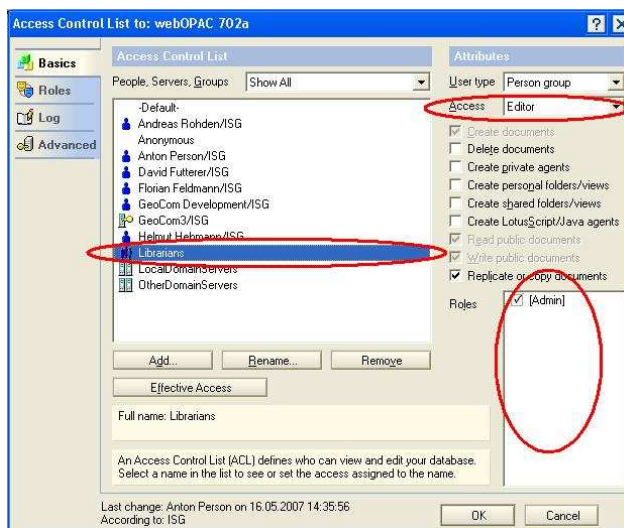 Access Control List to: webOPAC 702a
Basics
Roles
Log
Advanced
Access Control List
People, Servers, Groups
Show All
-Default-
Andreas Rohden/ISG
Anonymous
Anton Person/ISG
David Futterer/ISG
Florian Feldmann/ISG
GeoCom Development/ISG
GeoCom3/ISG
Helmut Hehmann/ISG
Librarians
LocalDomainServers
OtherDomainServers
Add...
Rename...
Remove
Effective Access
Full name: Librarians
An Access Control List (ACL) defines who can view and edit your database.
Select a name in the list to see or set the access assigned to the name.
Attributes
User type
Person group
Access
Editor
Create documents
Delete documents
Create private agents
Create personal folders/views
Create shared folders/views
Create LotusScript/Java agents
Read public documents
Write public documents
Replicate or copy documents
Roles
[Admin]
Last change: Anton Person on 16.05.2007 14:35:56
According to: ISG
OK
Cancel